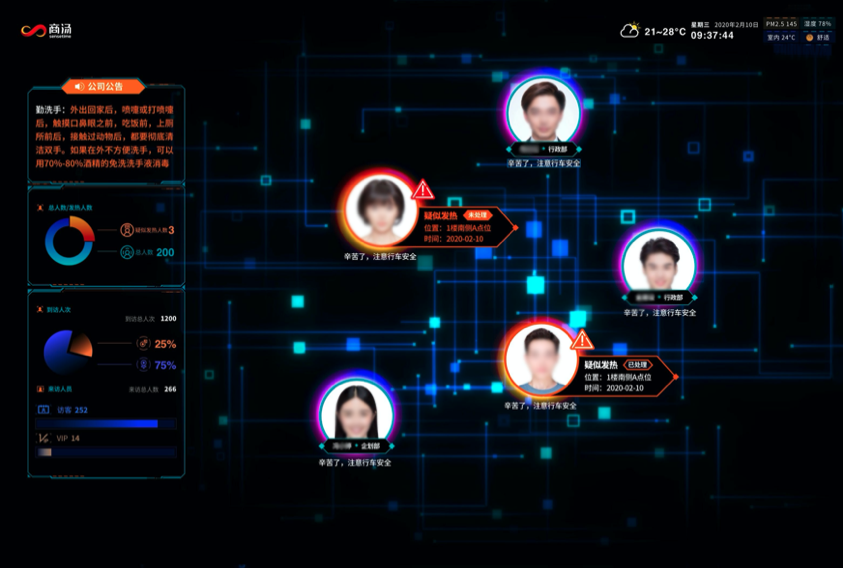 商汤
sensetime
21~28°C
星期三 2020年2月10日
09:37:44
PM2.5 145
湿度 78%
室内 24°C
舒适
公司公告
勤洗手：外出回家后，喷嚏或打喷嚏
后，触摸口鼻眼之前，吃饭前，上厕
所前后，接触过动物后，都要彻底清
洁双手。如果在外不方便洗手，可以
用70%-80%酒精的免洗洗手液消毒
总人数/发热人数
疑似发热人数 3
总人数 200
到访人次
到访总人次 1200
25%
75%
来访人员
来访总人数 266
访客 252
VIP 14
行政部
辛苦了，注意行车安全
疑似发热 未处理
位置：1楼南侧A点位
时间：2020-02-10
辛苦了，注意行车安全
行政部
辛苦了，注意行车安全
疑似发热 已处理
位置：1楼南侧A点位
时间：2020-02-10
辛苦了，注意行车安全
企划部
辛苦了，注意行车安全